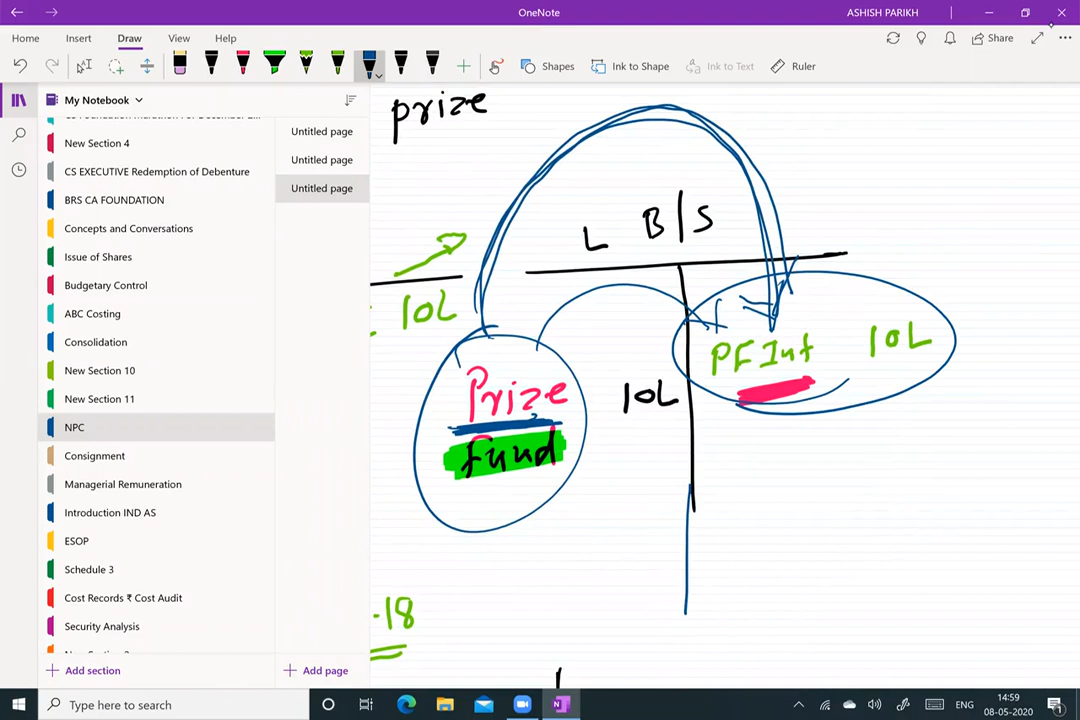 OneNote
ASHISH PARIKH
Home Insert Draw View Help
Share
Shapes
Ink to Shape
Ink to Text
Ruler
My Notebook
New Section 4
CS EXECUTIVE Redemption of Debenture
BRS CA FOUNDATION
Concepts and Conversations
Issue of Shares
Budgetary Control
ABC Costing
Consolidation
New Section 10
New Section 11
NPC
Consignment
Managerial Remuneration
Introduction IND AS
ESOP
Schedule 3
Cost Records ₹ Cost Audit
Security Analysis
Add section
Untitled page
Untitled page
Untitled page
Add page
prize
L B/S
10L
Prize
Fund
10L
PF Int 10L
-18
Type here to search
ENG
14:59
08-05-2020
1